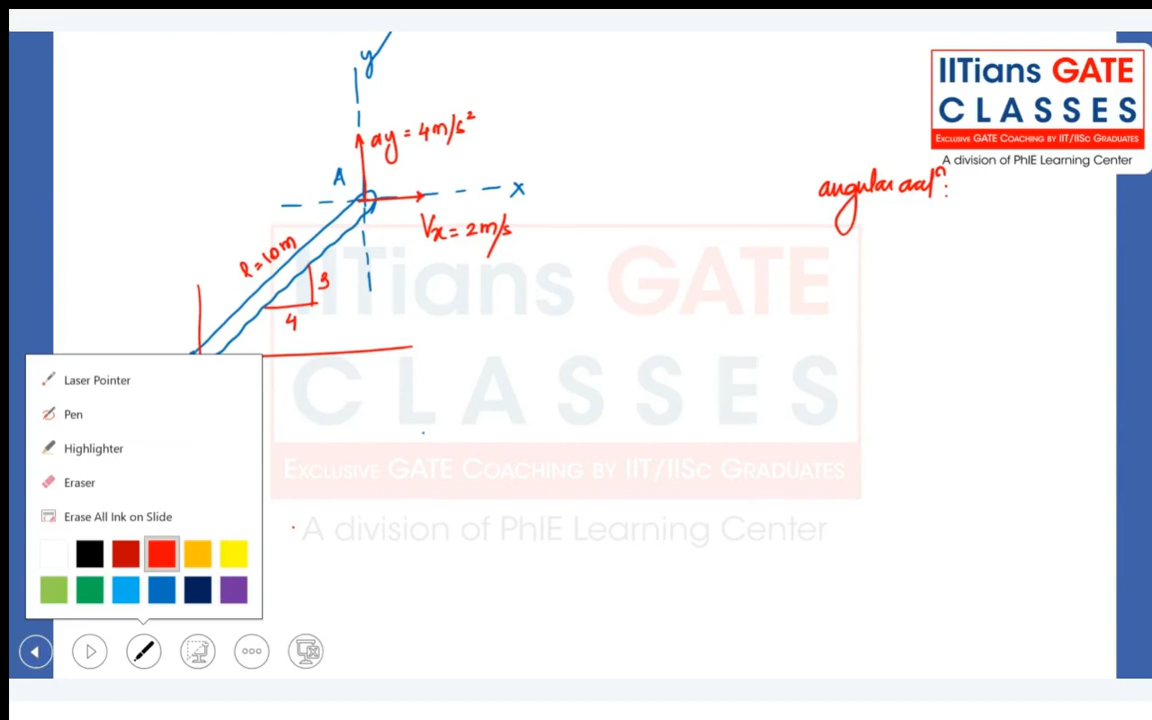 y
ay = 4m/s²
A
x
Vx = 2m/s
l=10m
3
4
IITians GATE
CLASSES
EXCLUSIVE GATE COACHING BY IIT/IISc GRADUATES
A division of PhIE Learning Center
angular accn?
IITians GATE
CLASSES
EXCLUSIVE GATE COACHING BY IIT/IISc GRADUATES
A division of PhIE Learning Center
Laser Pointer
Pen
Highlighter
Eraser
Erase All Ink on Slide